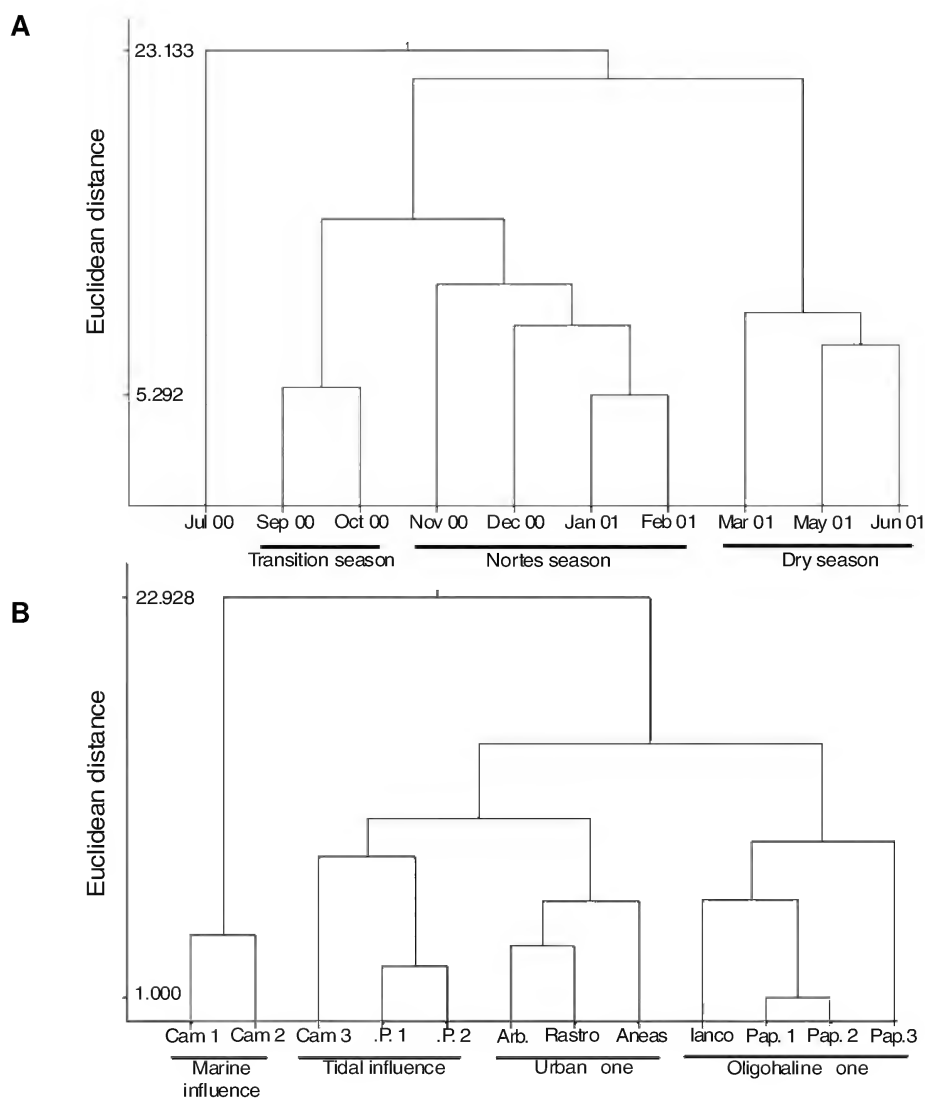 A
23.133
Euclidean distance
5.292
Jul 00 Sep 00 Oct 00 Nov 00 Dec 00 Jan 01 Feb 01 Mar 01 May 01 Jun 01
Transition season Nortes season Dry season
B
22.928
Euclidean distance
1.000
Cam 1 Cam 2 Cam 3 .P. 1 .P. 2 Arb. Rastro Aneas lanco Pap. 1 Pap. 2 Pap.3
Marine Tidal influence Urban one Oligohaline one
influence